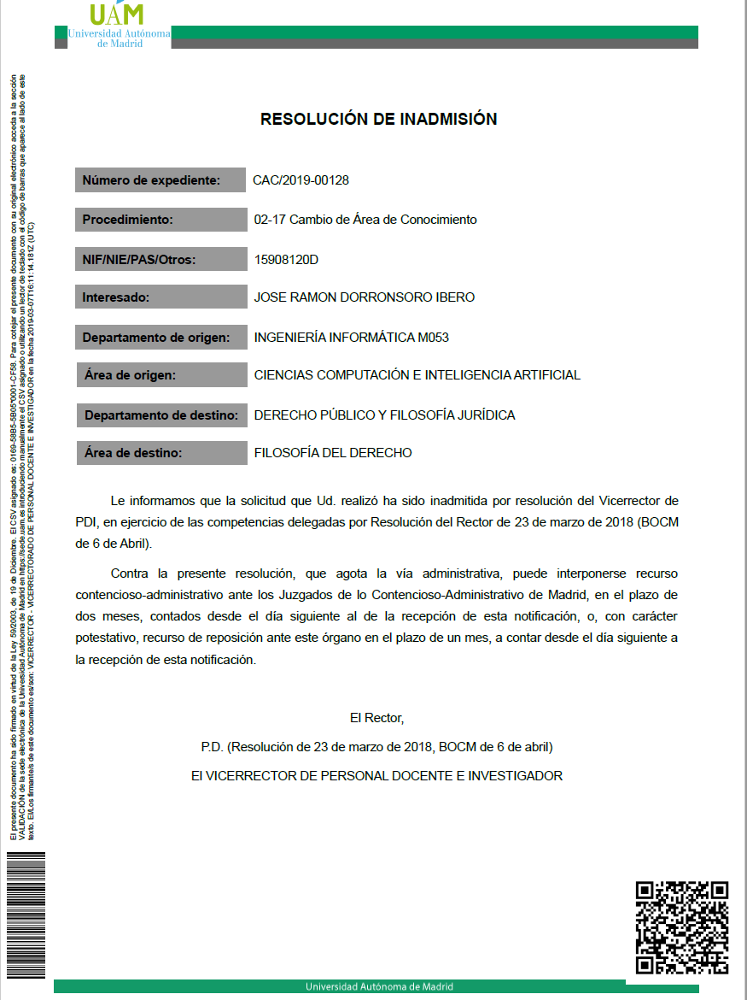 UAM
Universidad Autónoma
de Madrid
RESOLUCIÓN DE INADMISIÓN
Número de expediente: CAC/2019-00128
Procedimiento: 02-17 Cambio de Área de Conocimiento
NIF/NIE/PAS/Otros: 15908120D
Interesado: JOSE RAMON DORRONSORO IBERO
Departamento de origen: INGENIERÍA INFORMÁTICA M053
Área de origen: CIENCIAS COMPUTACIÓN E INTELIGENCIA ARTIFICIAL
Departamento de destino: DERECHO PÚBLICO Y FILOSOFÍA JURÍDICA
Área de destino: FILOSOFÍA DEL DERECHO
Le informamos que la solicitud que Ud. realizó ha sido inadmitida por resolución del Vicerrector de
PDI, en ejercicio de las competencias delegadas por Resolución del Rector de 23 de marzo de 2018 (BOCM
de 6 de Abril).
Contra la presente resolución, que agota la vía administrativa, puede interponerse recurso
contencioso-administrativo ante los Juzgados de lo Contencioso-Administrativo de Madrid, en el plazo de
dos meses, contados desde el día siguiente al de la recepción de esta notificación, o, con carácter
potestativo, recurso de reposición ante este órgano en el plazo de un mes, a contar desde el día siguiente a
la recepción de esta notificación.
El Rector,
P.D. (Resolución de 23 de marzo de 2018, BOCM de 6 de abril)
El VICERRECTOR DE PERSONAL DOCENTE E INVESTIGADOR
El presente documento ha sido firmado en virtud de la Ley 59/2003, de 19 de Diciembre. El CSV asignado es: 0169-58B5-5B05*0001-CF58. Para cotejar el presente documento con su original electrónico acceda a la sección
VALIDACIÓN de la sede electrónica de la Universidad Autónoma de Madrid en https://sede.uam.es introduciendo manualmente el CSV asignado o utilizando un lector de teclado con el código de barras que aparece al lado de este
texto. El/Los firmante/s de este documento es/son: VICERRECTOR - VICERRECTORADO DE PERSONAL DOCENTE E INVESTIGADOR en la fecha 2019-03-07T16:11:14.181Z (UTC)
Universidad Autónoma de Madrid